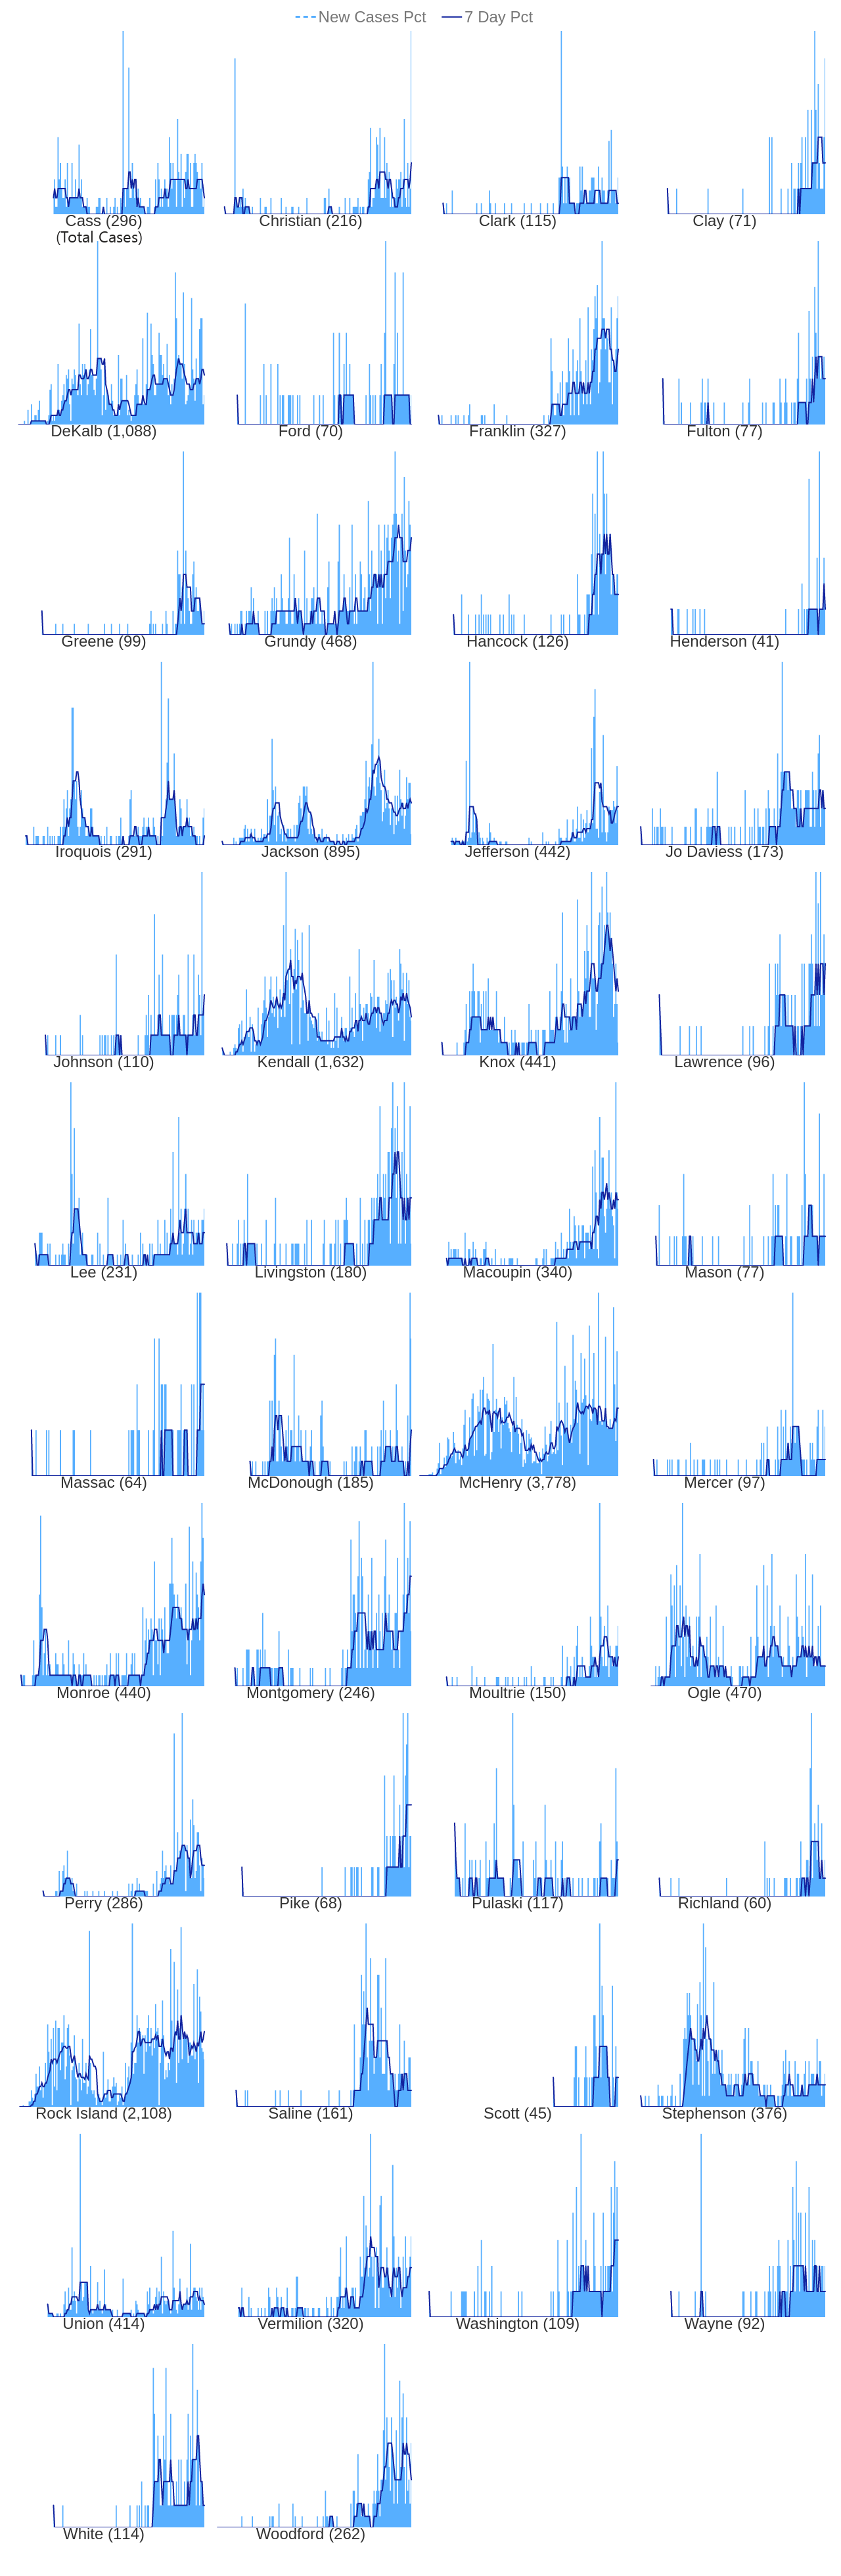 New Cases Pct 7 Day Pct
Cass (296) Christian (216) Clark (115) Clay (71)
(Total Cases)
DeKalb (1,088) Ford (70) Franklin (327) Fulton (77)
Greene (99) Grundy (468) Hancock (126) Henderson (41)
Iroquois (291) Jackson (895) Jefferson (442) Jo Daviess (173)
Johnson (110) Kendall (1,632) Knox (441) Lawrence (96)
Lee (231) Livingston (180) Macoupin (340) Mason (77)
Massac (64) McDonough (185) McHenry (3,778) Mercer (97)
Monroe (440) Montgomery (246) Moultrie (150) Ogle (470)
Perry (286) Pike (68) Pulaski (117) Richland (60)
Rock Island (2,108) Saline (161) Scott (45) Stephenson (376)
Union (414) Vermilion (320) Washington (109) Wayne (92)
White (114) Woodford (262)